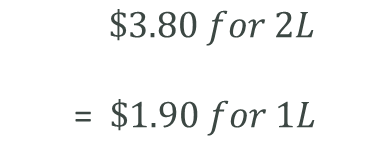 $3.80 for 2L
= $1.90 for 1L